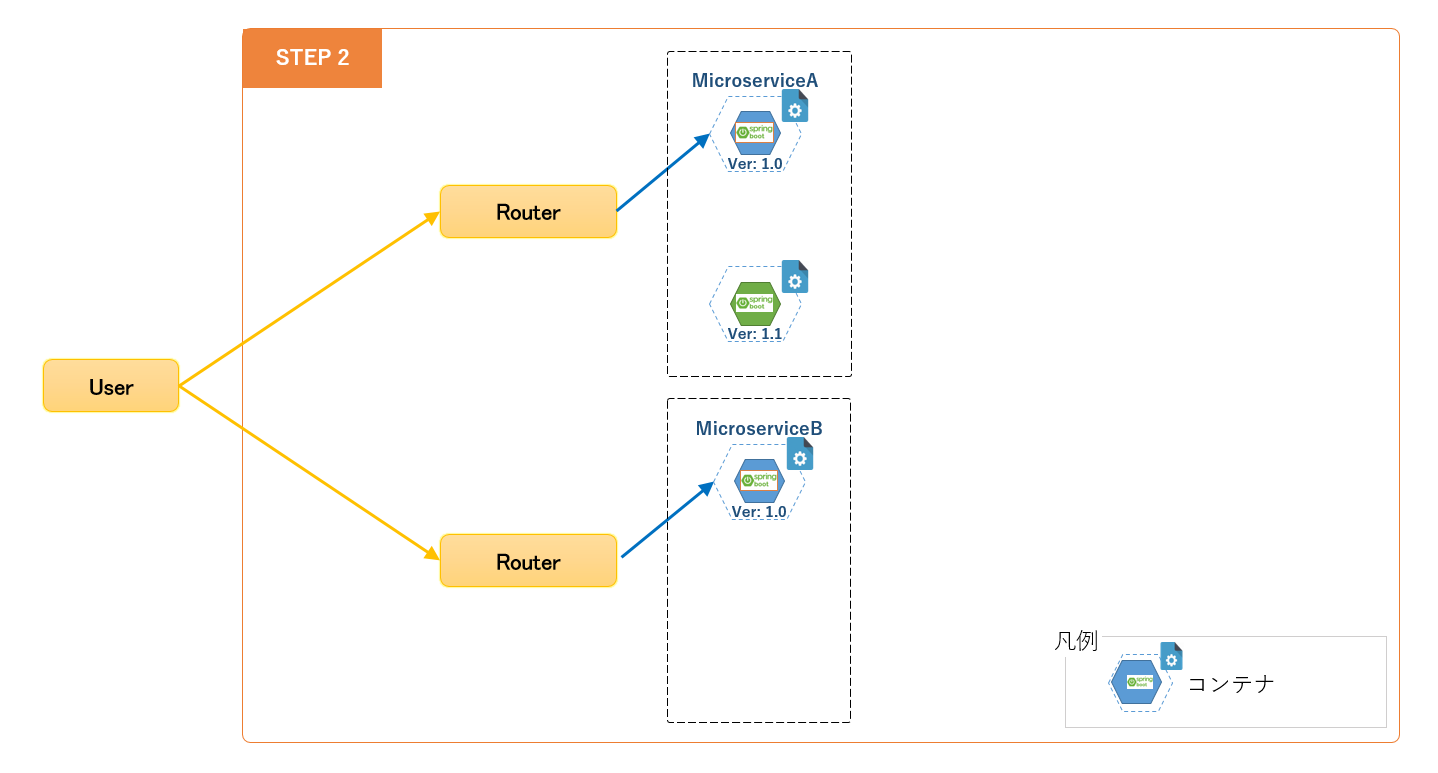 STEP 2
MicroserviceA
spring
boot
Ver: 1.0
Router
spring
boot
Ver: 1.1
User
MicroserviceB
spring
boot
Ver: 1.0
Router
凡例
spring
boot
コンテナ